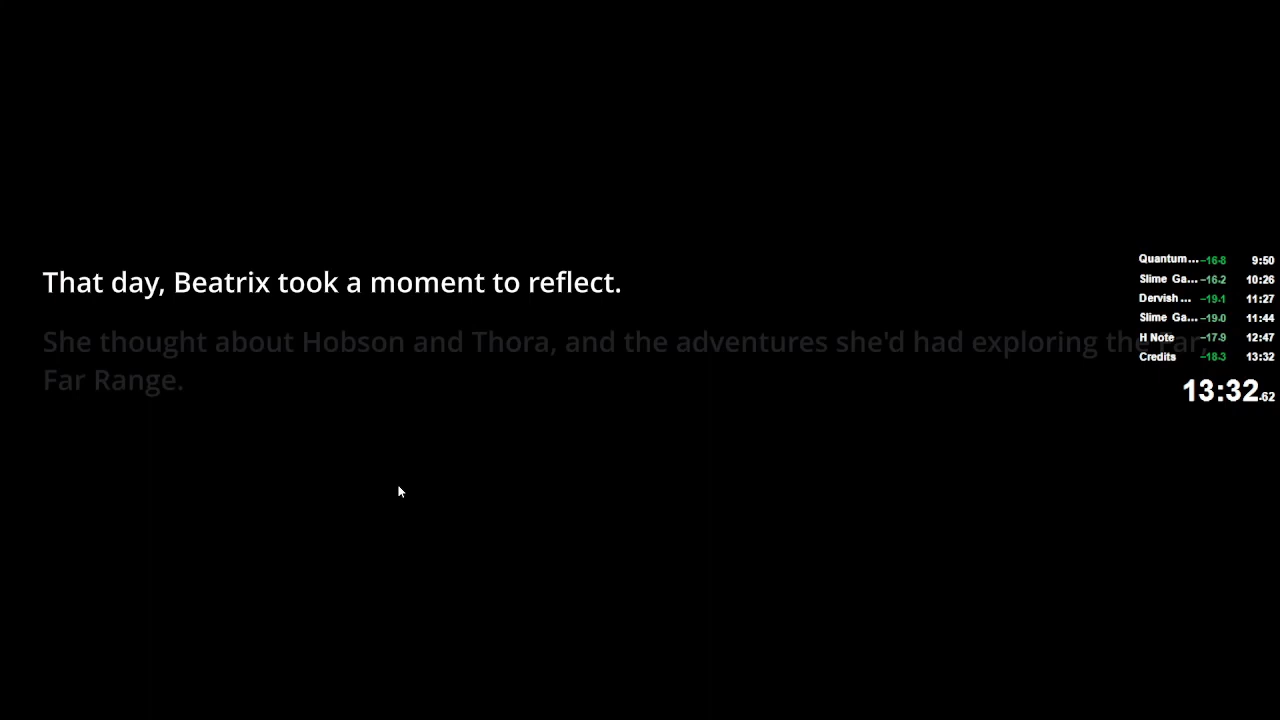 That day, Beatrix took a moment to reflect.
She thought about Hobson and Thora, and the adventures she'd had exploring the Far,
Far Range.
Quantum... -16.8 9:50
Slime Ga... -16.2 10:26
Dervish ... -19.1 11:27
Slime Ga... -19.0 11:44
H Note -17.9 12:47
Credits -18.3 13:32
13:32.62